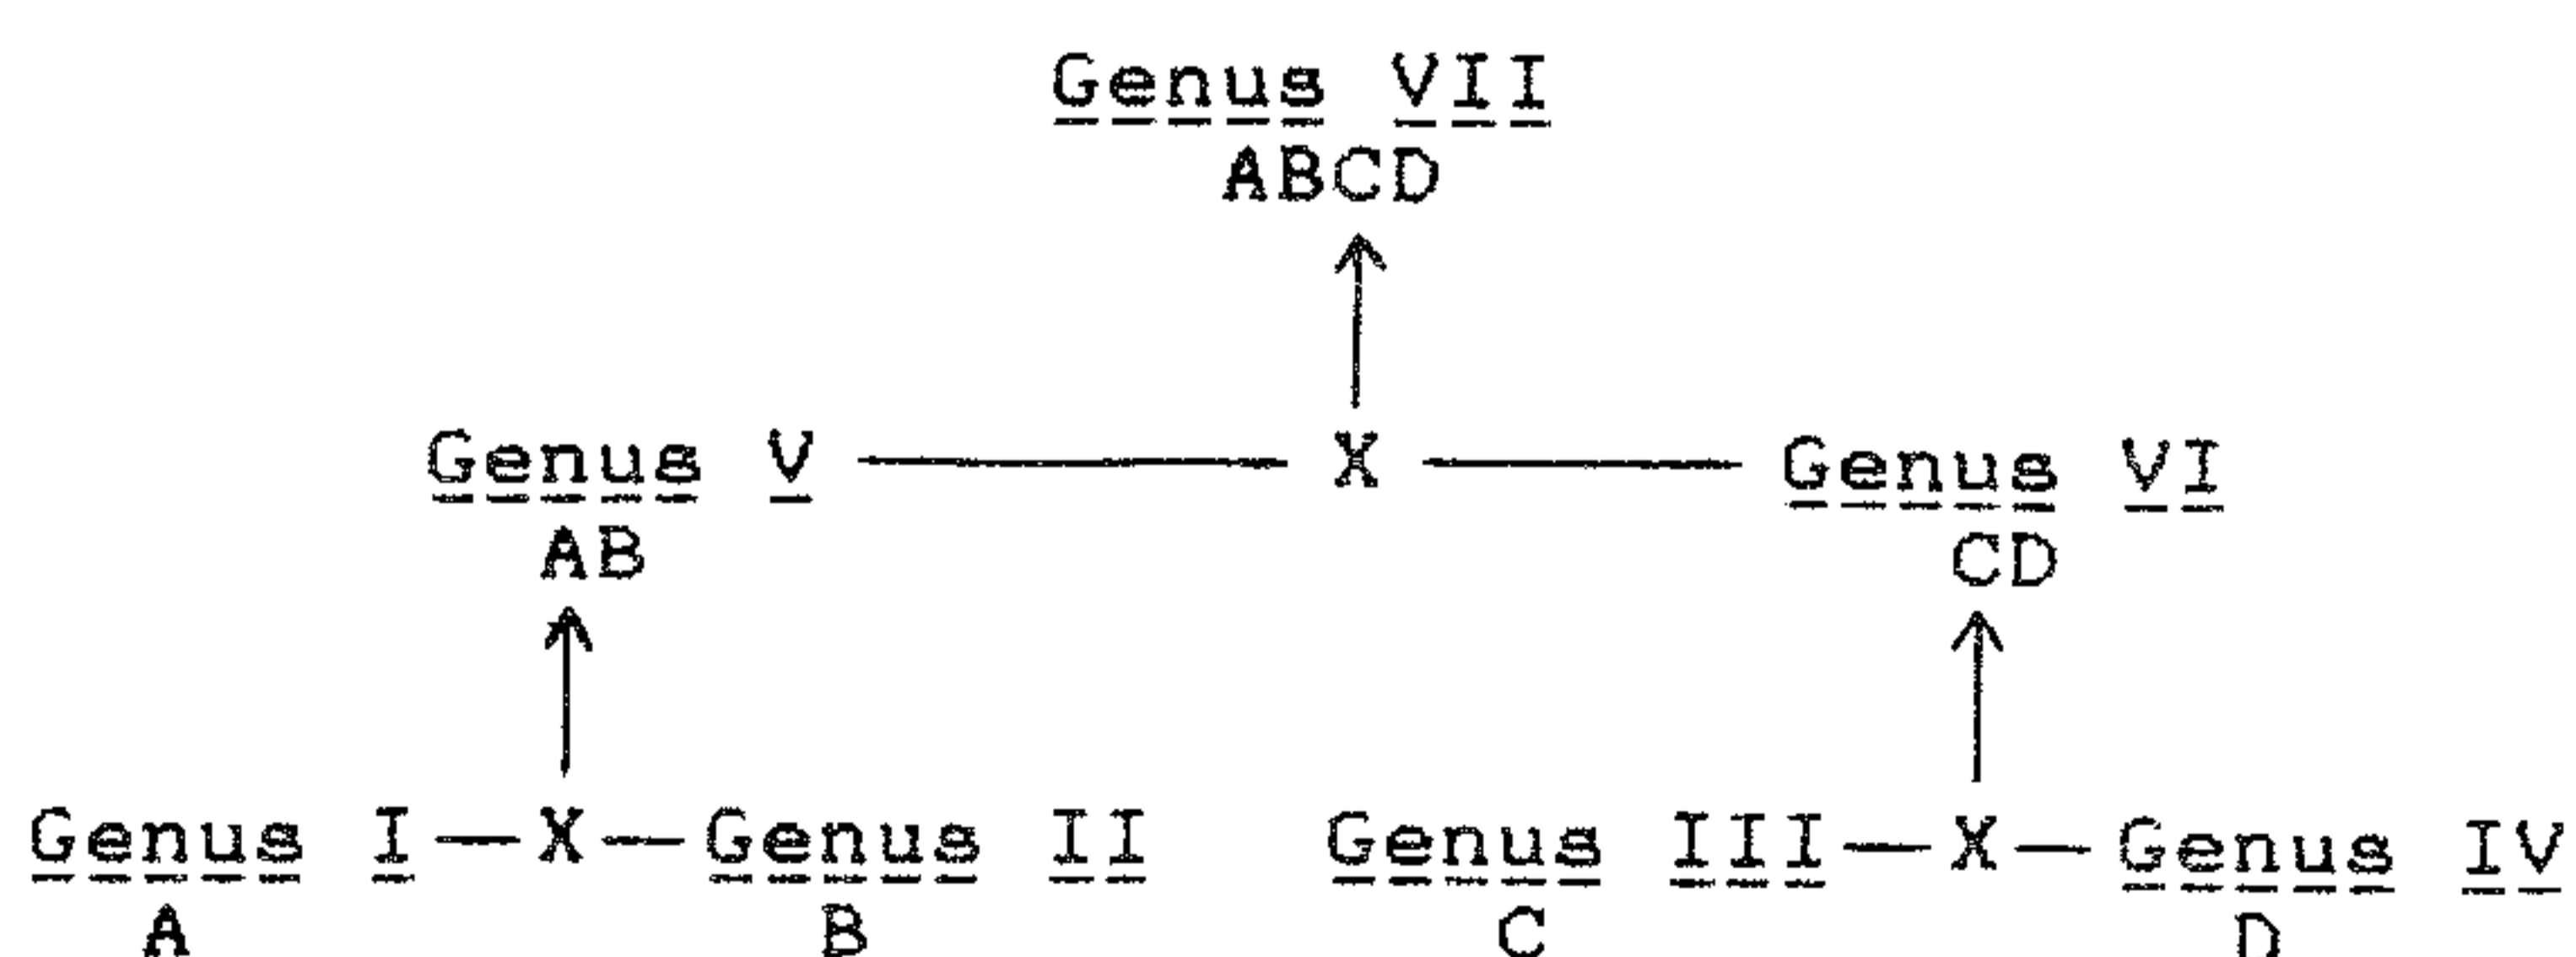 Genus VII
ABCD
Genus V X Genus VI
AB CD
Genus I X Genus II Genus III X Genus IV
A B C D